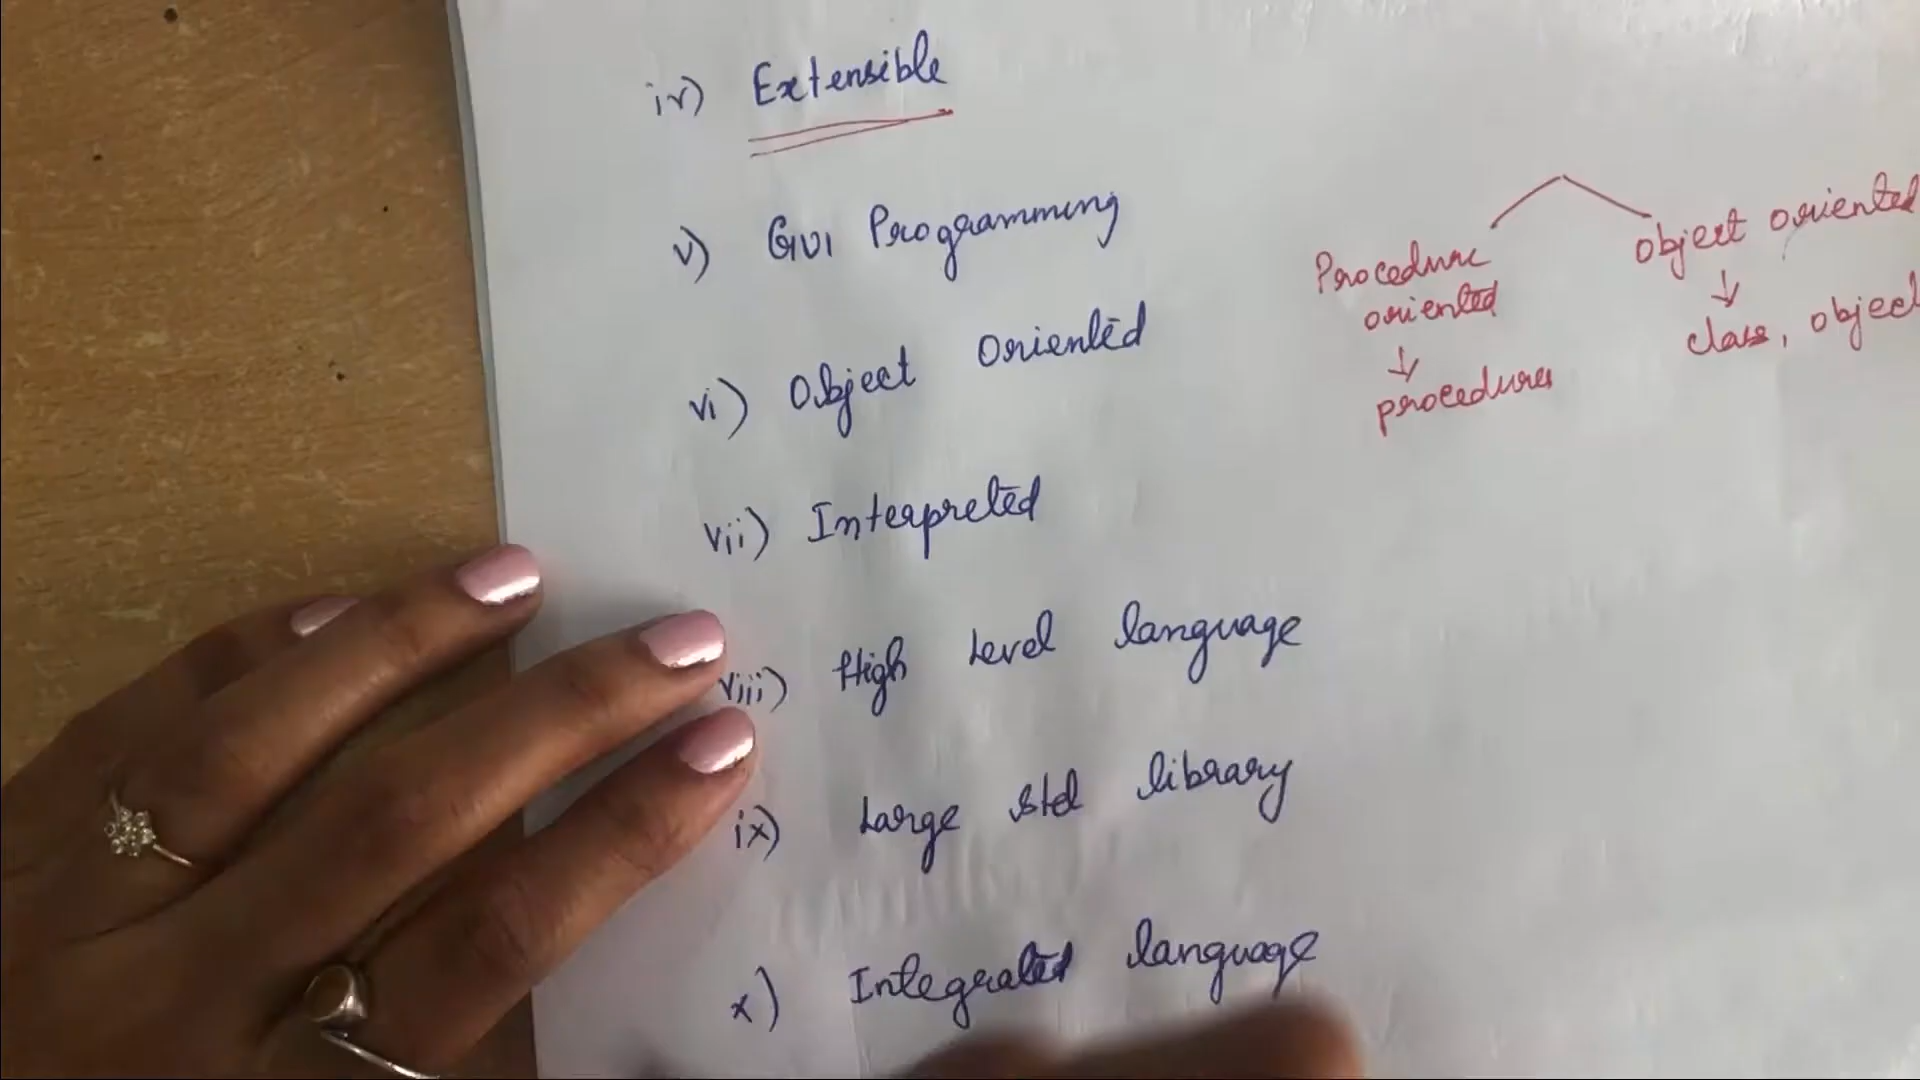 iv) Extensible
v) GUI Programming
vi) Object Oriented
vii) Interpreted
viii) High Level language
ix) Large std library
x) Integrated language
Procedure
oriented
↓
procedures
object oriented
↓
class, object